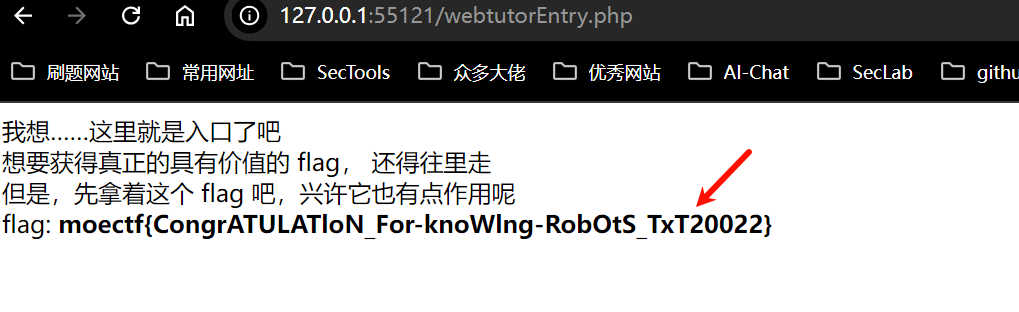 127.0.0.1:55121/webtutorEntry.php
刷题网站 常用网址 SecTools 众多大佬 优秀网站 AI-Chat SecLab
我想……这里就是入口了吧
想要获得真正的具有价值的 flag， 还得往里走
但是，先拿着这个 flag 吧，兴许它也有点作用呢
flag: moectf{CongrATULATloN_For-knoWlng-RobOtS_TxT20022}